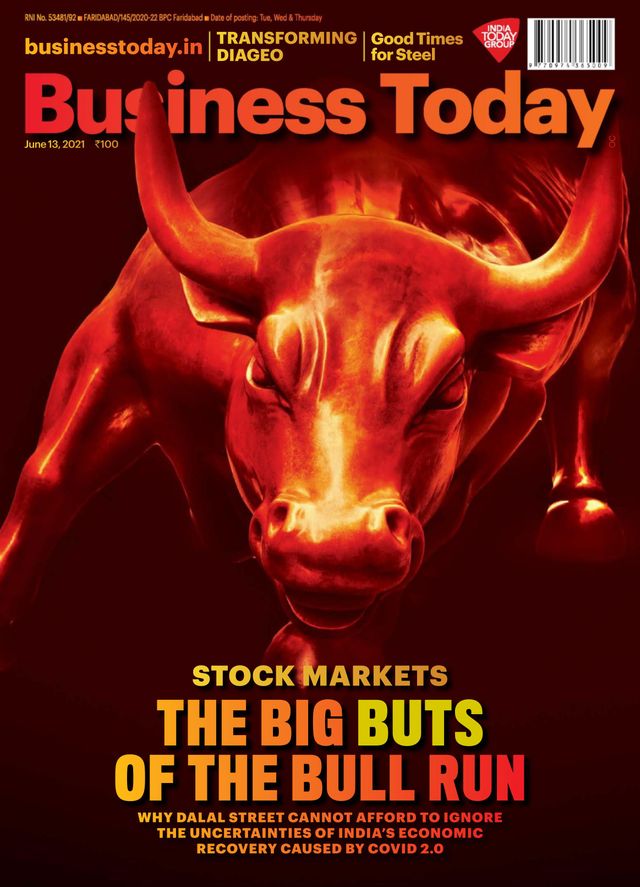 RNI No. 53481/92 ■ FARIDABAD/145/2020-22 BPC Faridabad ■ Date of posting: Tue, Wed & Thursday
businesstoday.in
TRANSFORMING
DIAGEO
Good Times
for Steel
INDIA
TODAY
GROUP
9 770974 365009
Business Today
June 13, 2021 ₹100
STOCK MARKETS
THE BIG BUTS
OF THE BULL RUN
WHY DALAL STREET CANNOT AFFORD TO IGNORE
THE UNCERTAINTIES OF INDIA'S ECONOMIC
RECOVERY CAUSED BY COVID 2.0